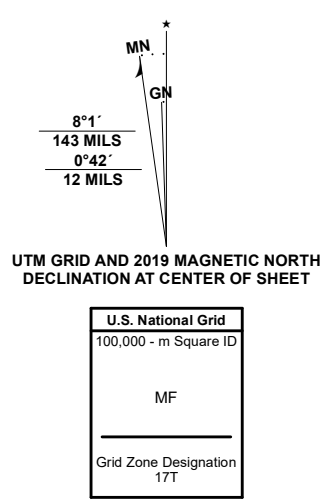 MN
GN
8°1´
143 MILS
0°42´
12 MILS
UTM GRID AND 2019 MAGNETIC NORTH
DECLINATION AT CENTER OF SHEET
U.S. National Grid
100,000 - m Square ID
MF
Grid Zone Designation
17T